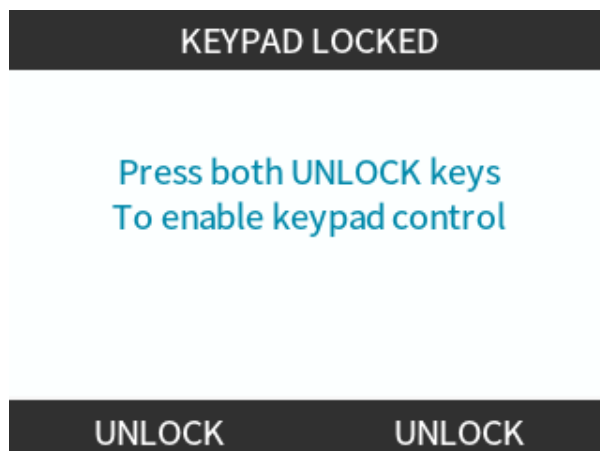 KEYPAD LOCKED
Press both UNLOCK keys
To enable keypad control
UNLOCK UNLOCK